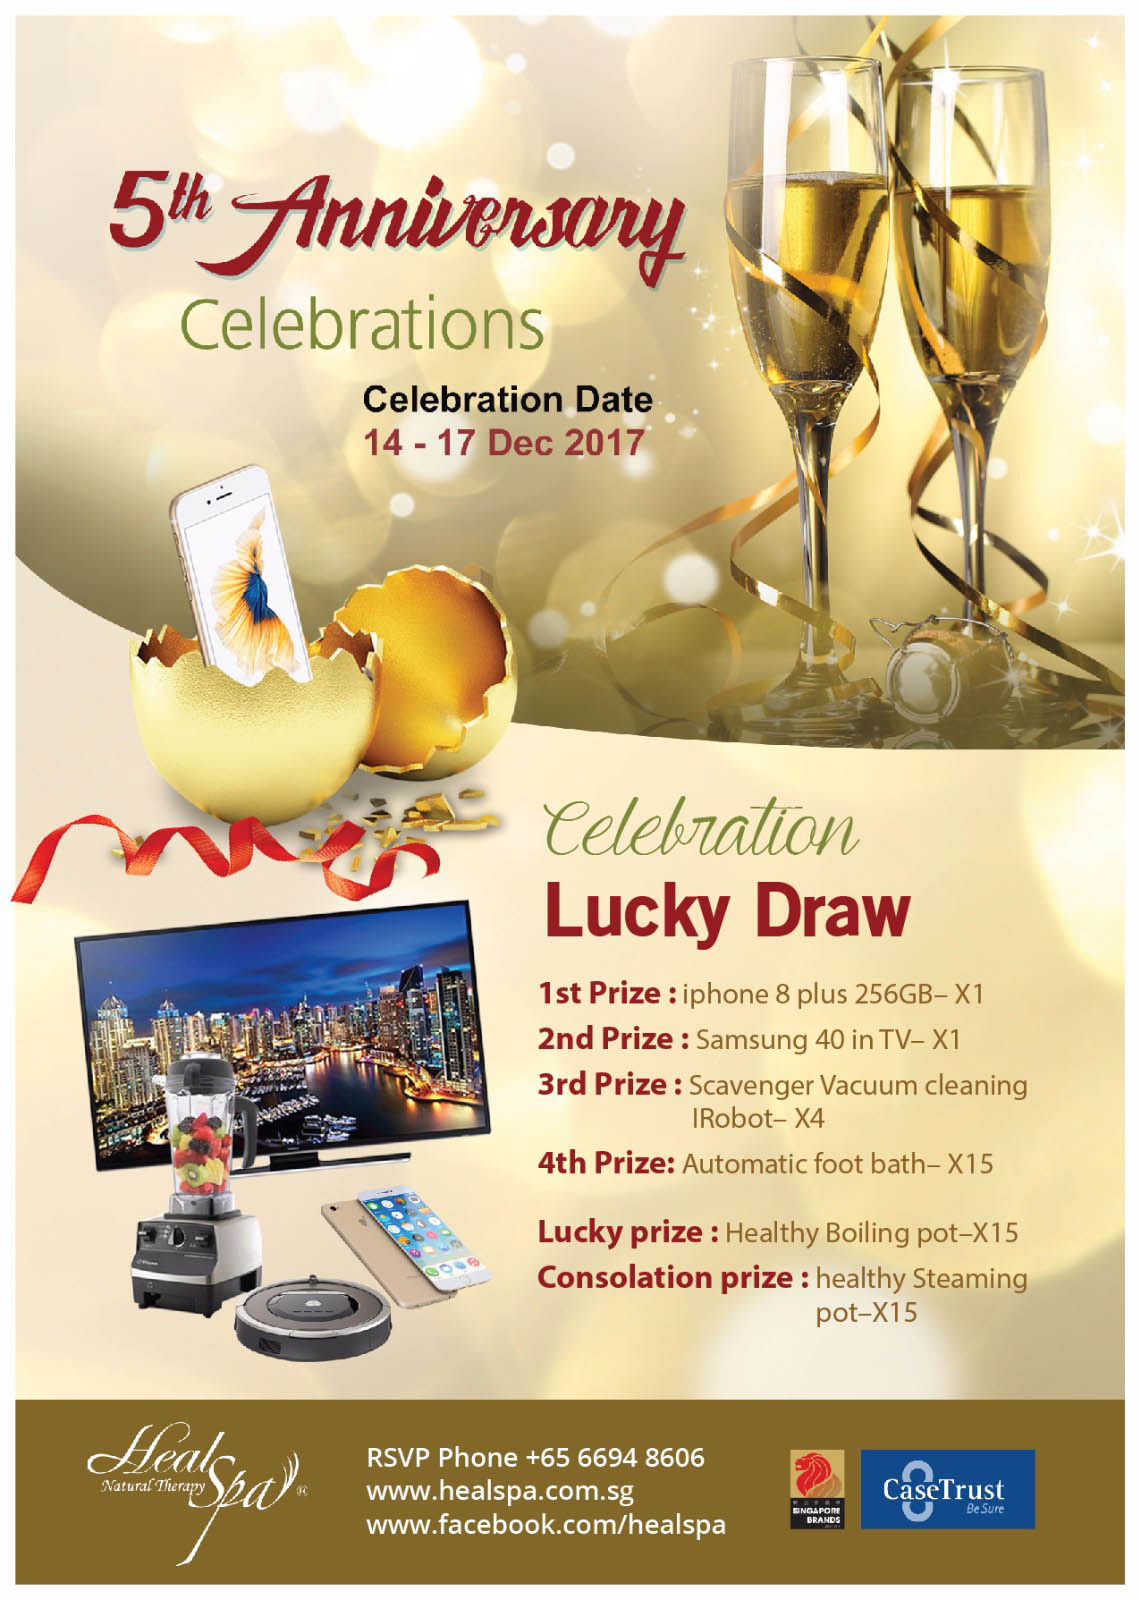 5th Anniversary
Celebrations
Celebration Date
14 - 17 Dec 2017
Celebration
Lucky Draw
1st Prize : iphone 8 plus 256GB– X1
2nd Prize : Samsung 40 in TV– X1
3rd Prize : Scavenger Vacuum cleaning
IRobot– X4
4th Prize: Automatic foot bath– X15
Lucky prize : Healthy Boiling pot–X15
Consolation prize : healthy Steaming
pot–X15
Heal
Natural Therapy
Spa ®
RSVP Phone +65 6694 8606
www.healspa.com.sg
www.facebook.com/healspa
SINGAPORE
BRANDS
CaseTrust
Be Sure